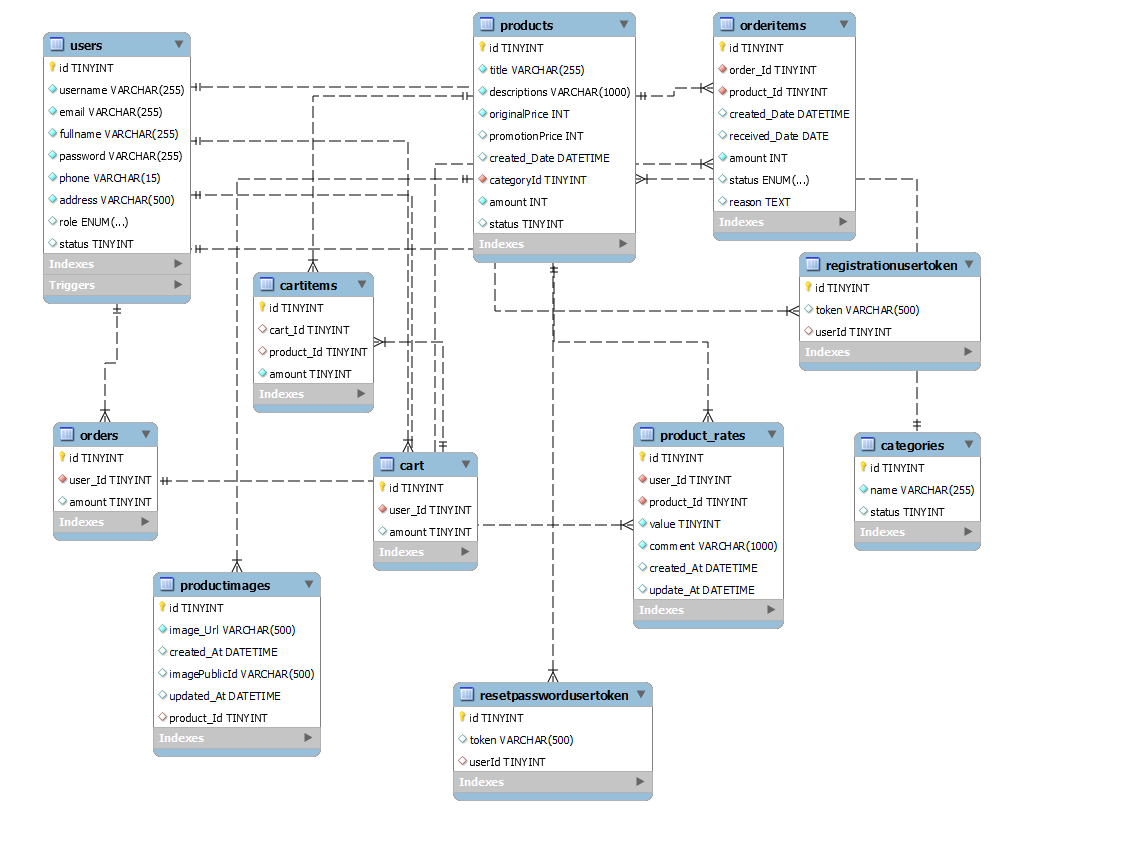 users
id TINYINT
username VARCHAR(255)
email VARCHAR(255)
fullname VARCHAR(255)
password VARCHAR(255)
phone VARCHAR(15)
address VARCHAR(500)
role ENUM(...)
status TINYINT
Indexes
Triggers
products
id TINYINT
title VARCHAR(255)
descriptions VARCHAR(1000)
originalPrice INT
promotionPrice INT
created_Date DATETIME
categoryId TINYINT
amount INT
status TINYINT
Indexes
orderitems
id TINYINT
order_Id TINYINT
product_Id TINYINT
created_Date DATETIME
received_Date DATE
amount INT
status ENUM(...)
reason TEXT
Indexes
cartitems
id TINYINT
cart_Id TINYINT
product_Id TINYINT
amount TINYINT
Indexes
registrationusertoken
id TINYINT
token VARCHAR(500)
userId TINYINT
Indexes
orders
id TINYINT
user_Id TINYINT
amount TINYINT
Indexes
cart
id TINYINT
user_Id TINYINT
amount TINYINT
Indexes
product_rates
id TINYINT
user_Id TINYINT
product_Id TINYINT
value TINYINT
comment VARCHAR(1000)
created_At DATETIME
update_At DATETIME
Indexes
categories
id TINYINT
name VARCHAR(255)
status TINYINT
Indexes
productimages
id TINYINT
image_Url VARCHAR(500)
created_At DATETIME
imagePublicId VARCHAR(500)
updated_At DATETIME
product_Id TINYINT
Indexes
resetpasswordusertoken
id TINYINT
token VARCHAR(500)
userId TINYINT
Indexes